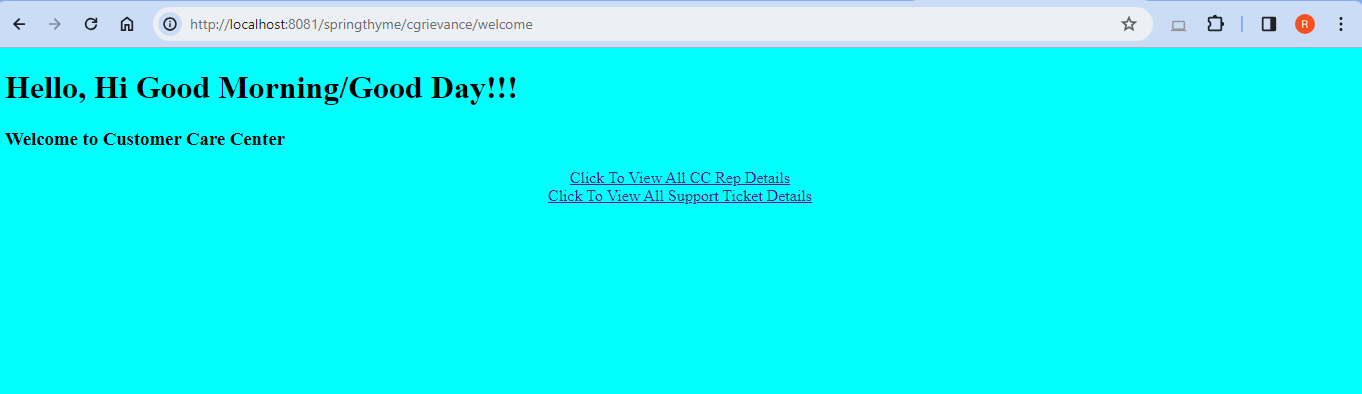 http://localhost:8081/springthyme/cgrievance/welcome
R
Hello, Hi Good Morning/Good Day!!!
Welcome to Customer Care Center
Click To View All CC Rep Details
Click To View All Support Ticket Details